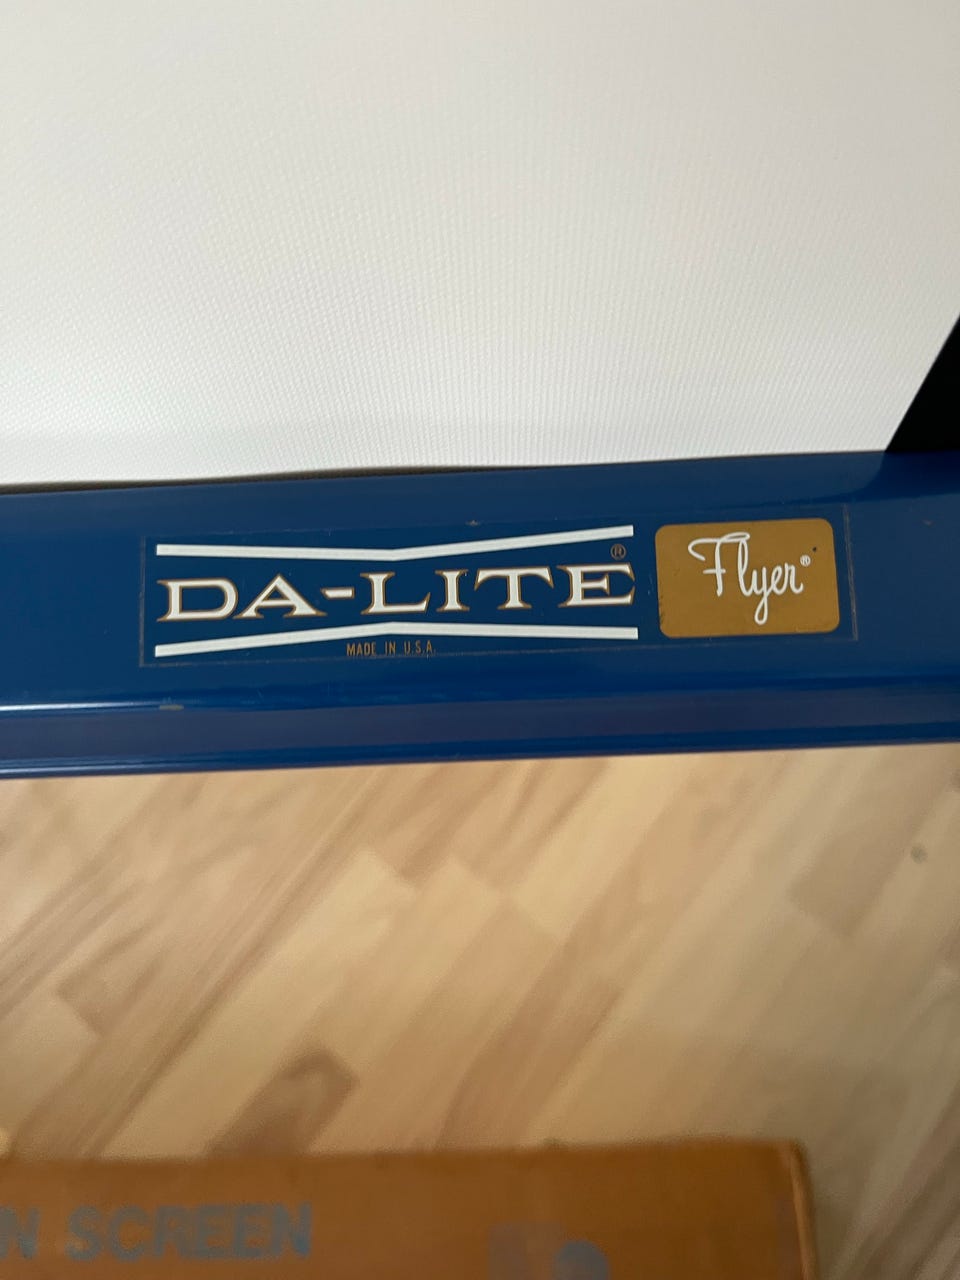 DA-LITE®
Flyer®
MADE IN U.S.A.
N SCREEN